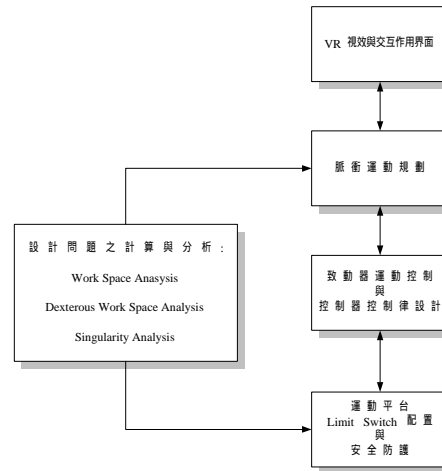 VR 視效與交互作用界面
脈衝運動規劃
設計問題之計算與分析:
Work Space Anasysis
Dexterous Work Space Analysis
Singularity Analysis
致動器運動控制
與
控制器控制律設計
運動平台
Limit Switch 配置
與
安全防護